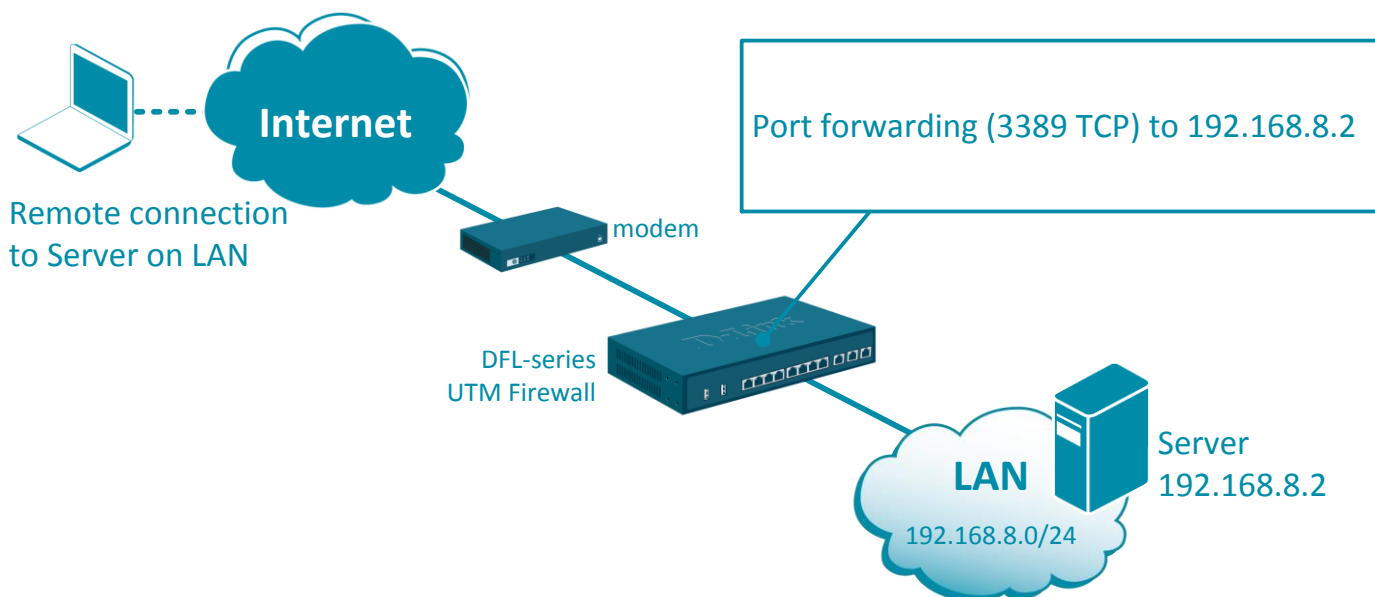 Internet
Port forwarding (3389 TCP) to 192.168.8.2
Remote connection
to Server on LAN
modem
D-Link
DFL-series
UTM Firewall
Server
192.168.8.2
LAN
192.168.8.0/24